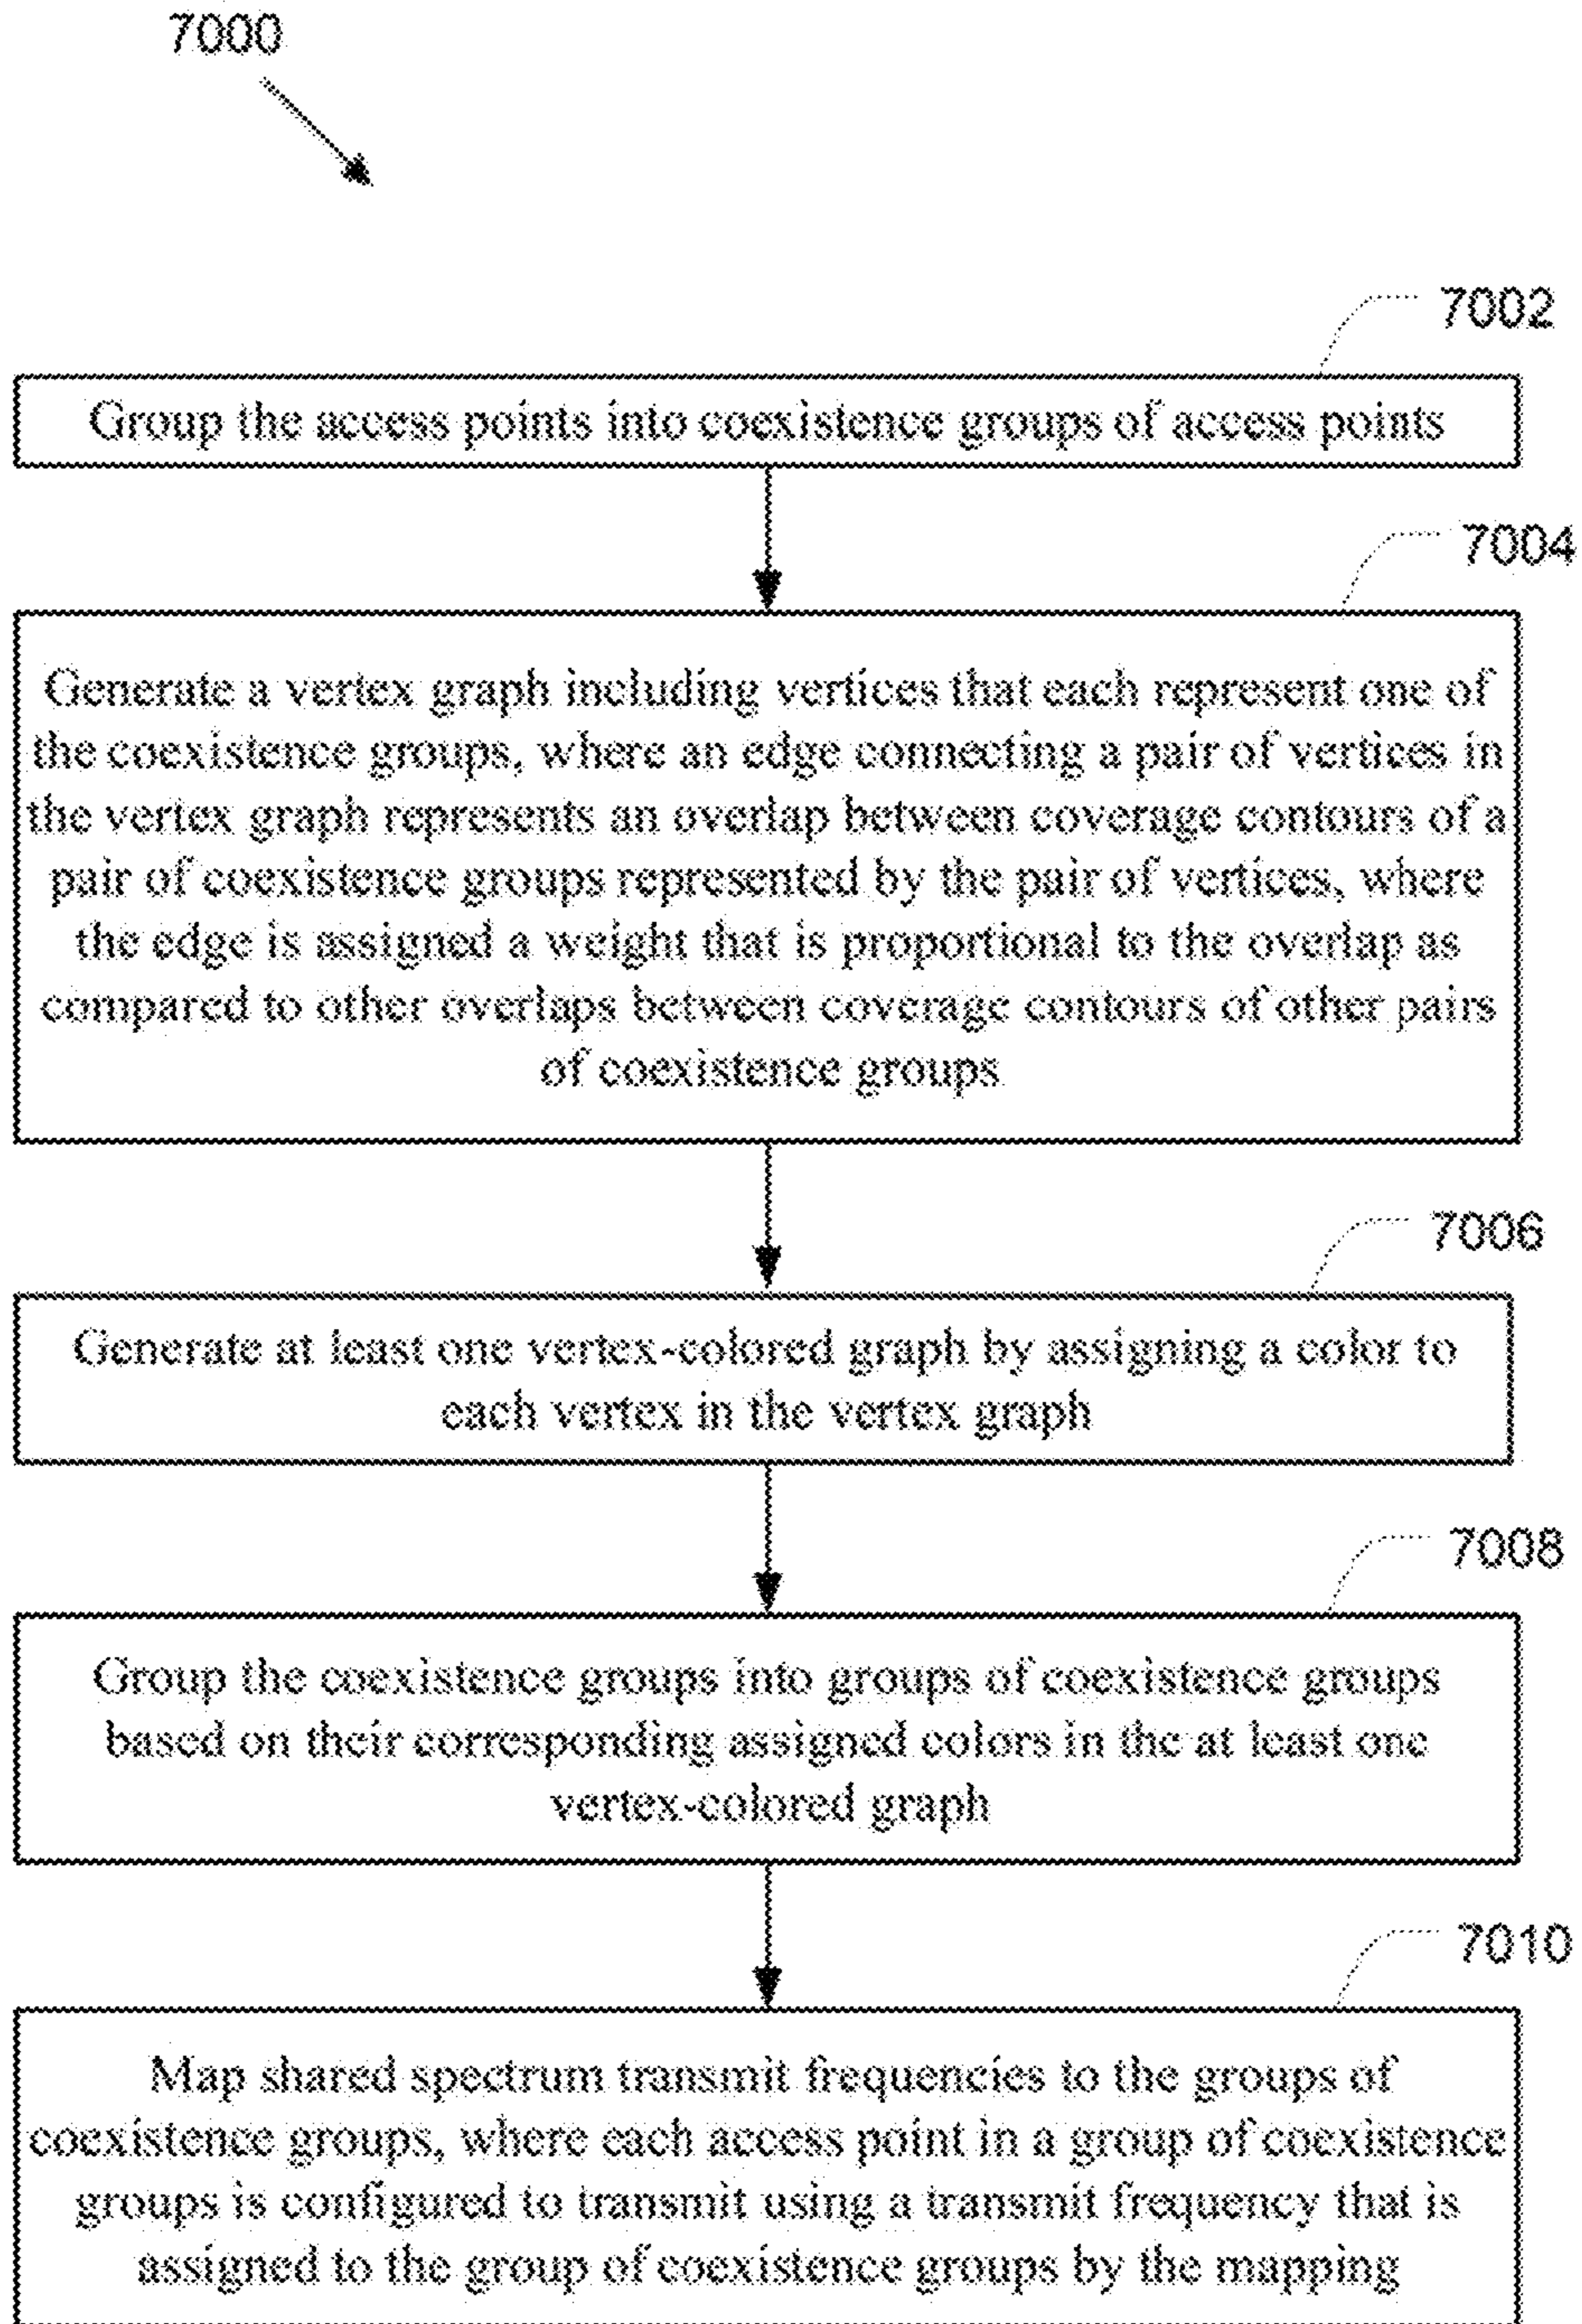 7000
7002
Group the access points into coexistence groups of access points
7004
Generate a vertex graph including vertices that each represent one of
the coexistence groups, where an edge connecting a pair of vertices in
the vertex graph represents an overlap between coverage contours of a
pair of coexistence groups represented by the pair of vertices, where
the edge is assigned a weight that is proportional to the overlap as
compared to other overlaps between coverage contours of other pairs
of coexistence groups
7006
Generate at least one vertex-colored graph by assigning a color to
each vertex in the vertex graph
7008
Group the coexistence groups into groups of coexistence groups
based on their corresponding assigned colors in the at least one
vertex-colored graph
7010
Map shared spectrum transmit frequencies to the groups of
coexistence groups, where each access point in a group of coexistence
groups is configured to transmit using a transmit frequency that is
assigned to the group of coexistence groups by the mapping